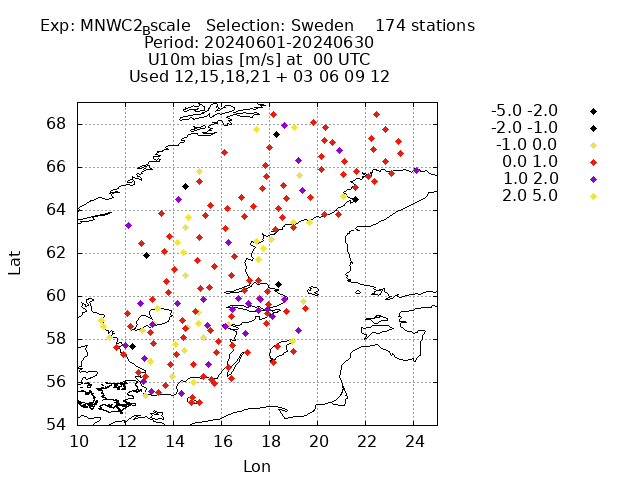 Exp: MNWC2Bscale   Selection: Sweden    174 stations
Period: 20240601-20240630
U10m bias [m/s] at  00 UTC
Used 12,15,18,21 + 03 06 09 12
-5.0 -2.0
-2.0 -1.0
-1.0 0.0
0.0 1.0
1.0 2.0
2.0 5.0
68
66
64
62
60
58
56
54
Lat
10 12 14 16 18 20 22 24
Lon